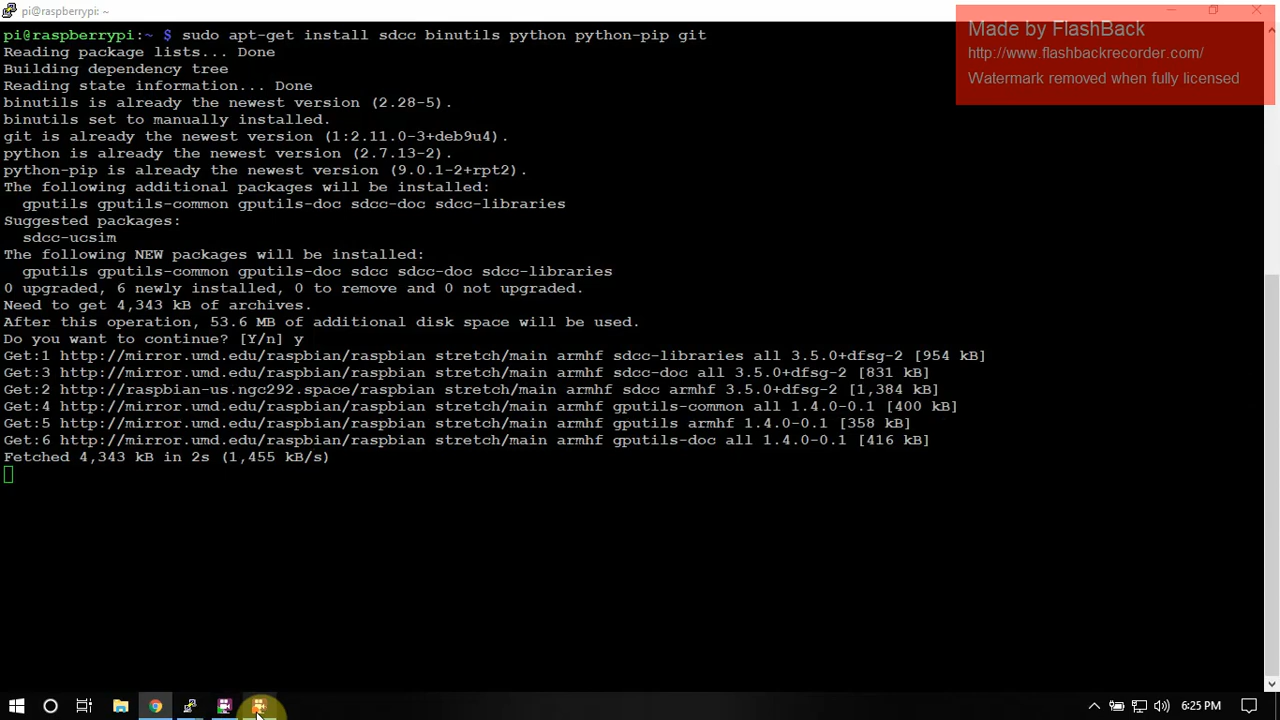 pi@raspberrypi: ~
pi@raspberrypi:~ $ sudo apt-get install sdcc binutils python python-pip git
Reading package lists... Done
Building dependency tree
Reading state information... Done
binutils is already the newest version (2.28-5).
binutils set to manually installed.
git is already the newest version (1:2.11.0-3+deb9u4).
python is already the newest version (2.7.13-2).
python-pip is already the newest version (9.0.1-2+rpt2).
The following additional packages will be installed:
gputils gputils-common gputils-doc sdcc-doc sdcc-libraries
Suggested packages:
sdcc-ucsim
The following NEW packages will be installed:
gputils gputils-common gputils-doc sdcc sdcc-doc sdcc-libraries
0 upgraded, 6 newly installed, 0 to remove and 0 not upgraded.
Need to get 4,343 kB of archives.
After this operation, 53.6 MB of additional disk space will be used.
Do you want to continue? [Y/n] y
Get:1 http://mirror.umd.edu/raspbian/raspbian stretch/main armhf sdcc-libraries all 3.5.0+dfsg-2 [954 kB]
Get:3 http://mirror.umd.edu/raspbian/raspbian stretch/main armhf sdcc-doc all 3.5.0+dfsg-2 [831 kB]
Get:2 http://raspbian-us.ngc292.space/raspbian stretch/main armhf sdcc armhf 3.5.0+dfsg-2 [1,384 kB]
Get:4 http://mirror.umd.edu/raspbian/raspbian stretch/main armhf gputils-common all 1.4.0-0.1 [400 kB]
Get:5 http://mirror.umd.edu/raspbian/raspbian stretch/main armhf gputils armhf 1.4.0-0.1 [358 kB]
Get:6 http://mirror.umd.edu/raspbian/raspbian stretch/main armhf gputils-doc all 1.4.0-0.1 [416 kB]
Fetched 4,343 kB in 2s (1,455 kB/s)
Made by FlashBack
http://www.flashbackrecorder.com/
Watermark removed when fully licensed
6:25 PM